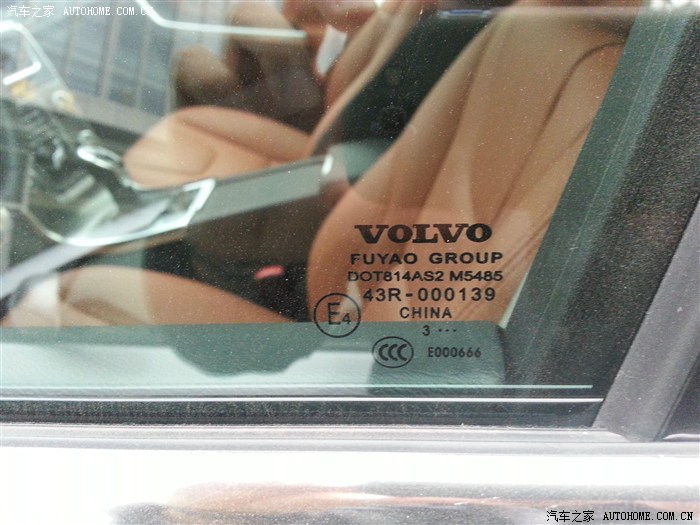 汽车之家 AUTOHOME.COM.CN
VOLVO
FUYAO GROUP
DOT814AS2 M5485
43R-000139
E4
CHINA
3 ...
CCC E000666
汽车之家 AUTOHOME.COM.CN